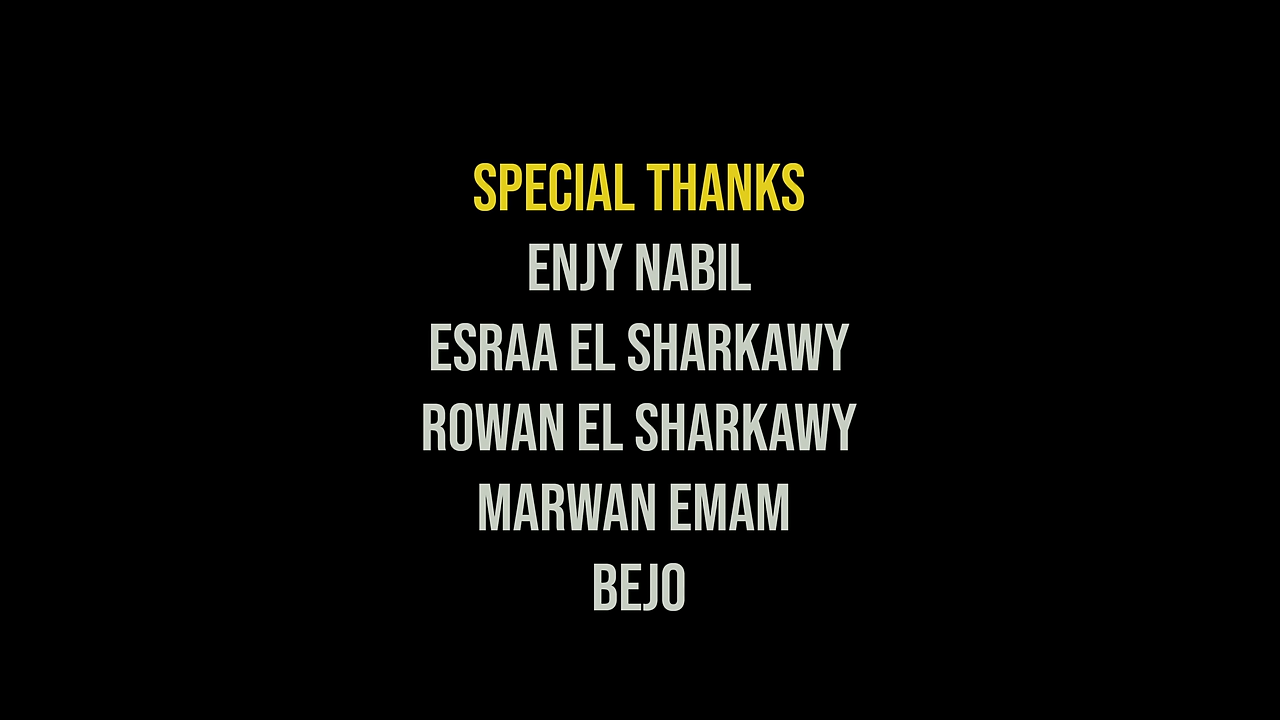 SPECIAL THANKS
ENJY NABIL
ESRAA EL SHARKAWY
ROWAN EL SHARKAWY
MARWAN EMAM
BEJO